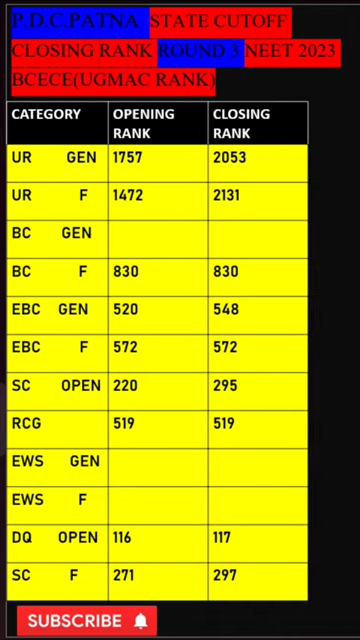 P.D.C.PATNA STATE CUTOFF
CLOSING RANK ROUND 3 NEET 2023
BCECE(UGMAC RANK)
CATEGORY OPENING RANK CLOSING RANK
UR GEN 1757 2053
UR F 1472 2131
BC GEN
BC F 830 830
EBC GEN 520 548
EBC F 572 572
SC OPEN 220 295
RCG 519 519
EWS GEN
EWS F
DQ OPEN 116 117
SC F 271 297
SUBSCRIBE